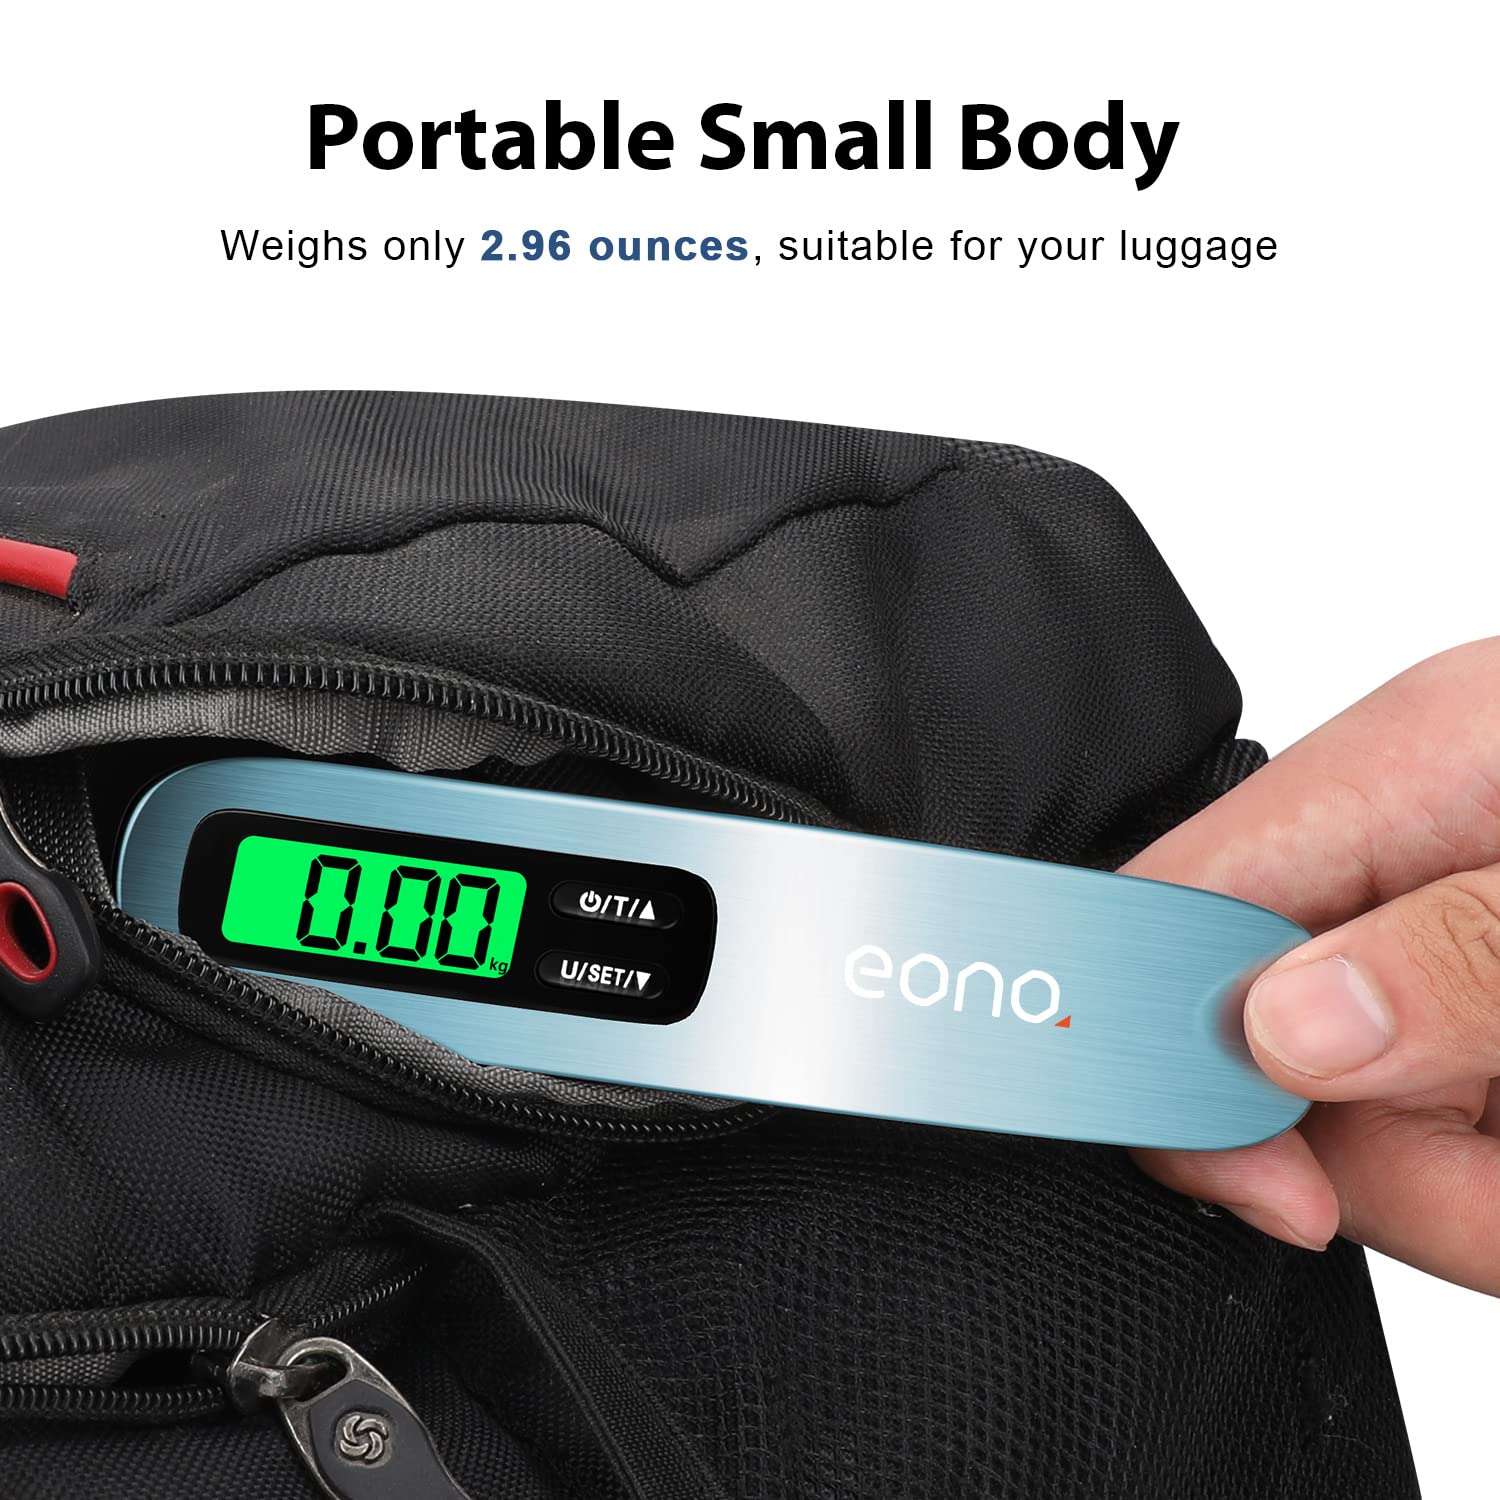 Portable Small Body
Weighs only 2.96 ounces, suitable for your luggage
0.00 kg
⏻/T/▲
U/SET/▼
eono